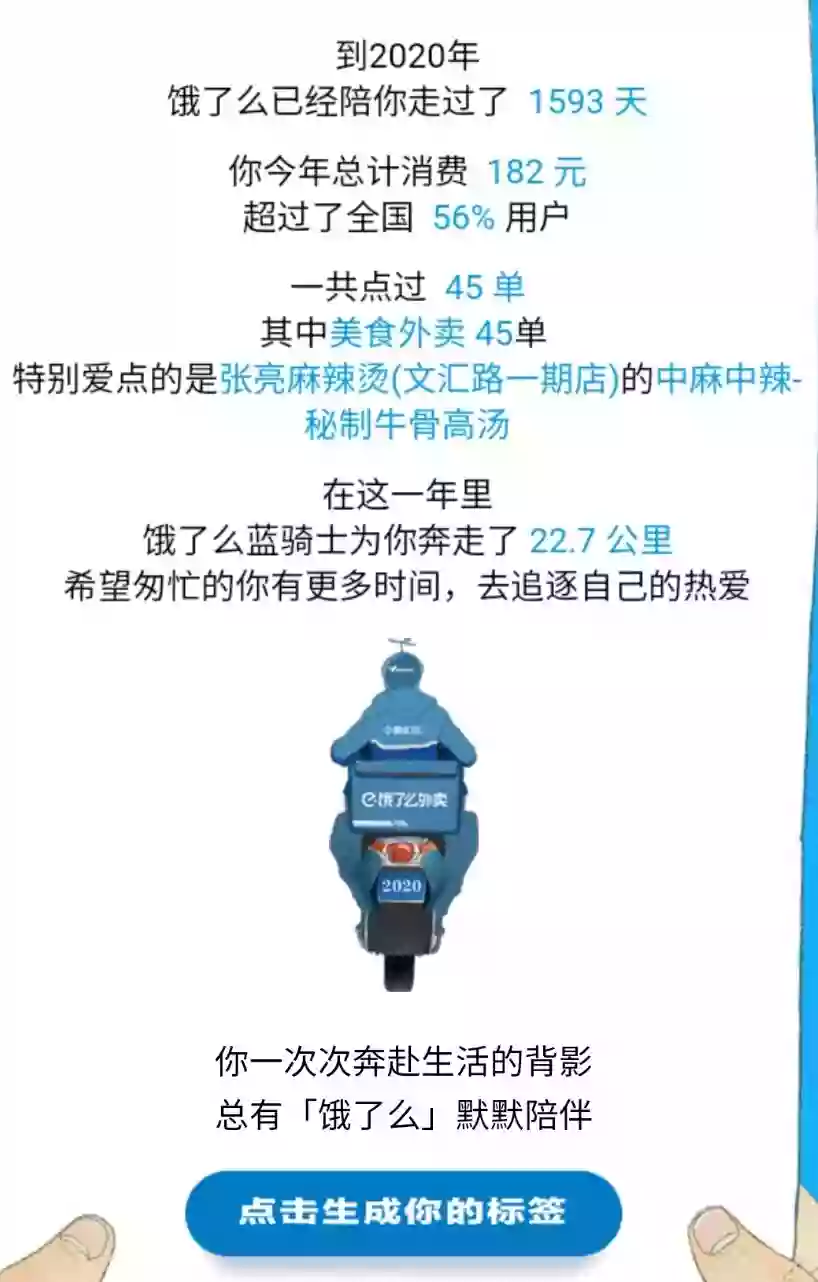 到2020年
饿了么已经陪你走过了 1593 天
你今年总计消费 182 元
超过了全国 56% 用户
一共点过 45 单
其中美食外卖 45单
特别爱点的是张亮麻辣烫(文汇路一期店)的中麻中辣-
秘制牛骨高汤
在这一年里
饿了么蓝骑士为你奔走了 22.7 公里
希望匆忙的你有更多时间，去追逐自己的热爱
饿了么外卖
2020
你一次次奔赴生活的背影
总有「饿了么」默默陪伴
点击生成你的标签